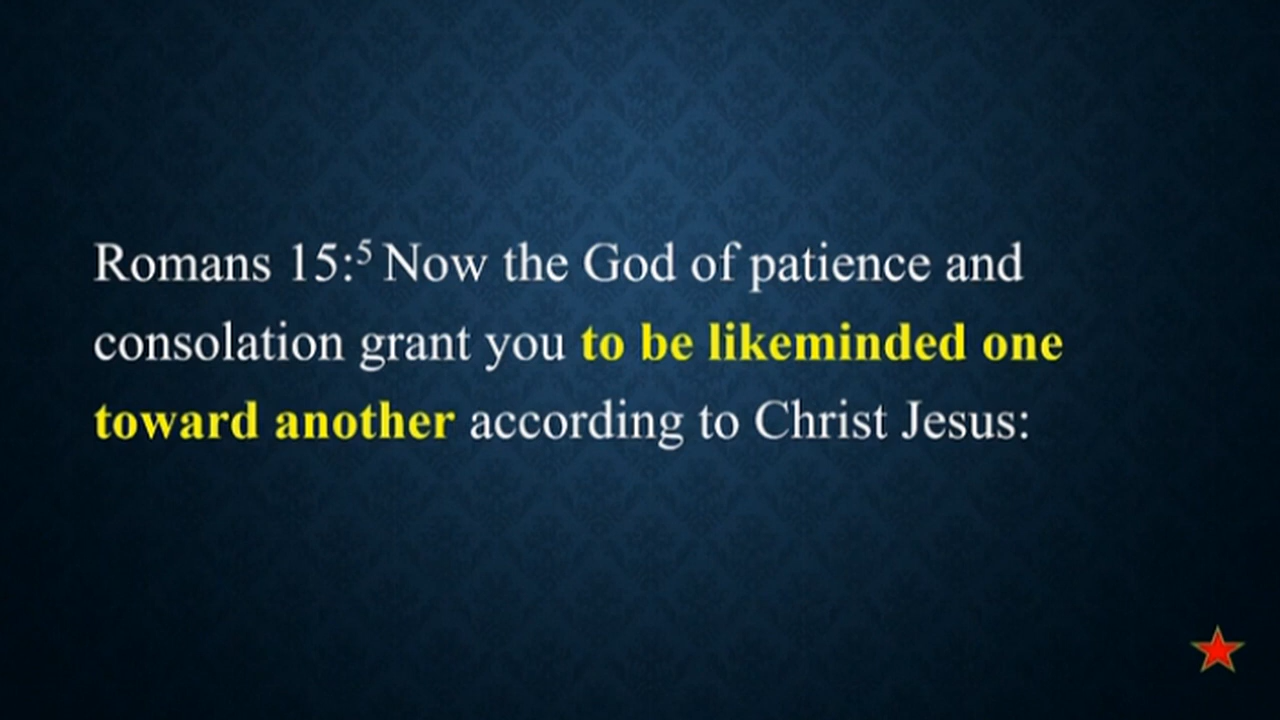 Romans 15:⁵ Now the God of patience and
consolation grant you to be likeminded one
toward another according to Christ Jesus: